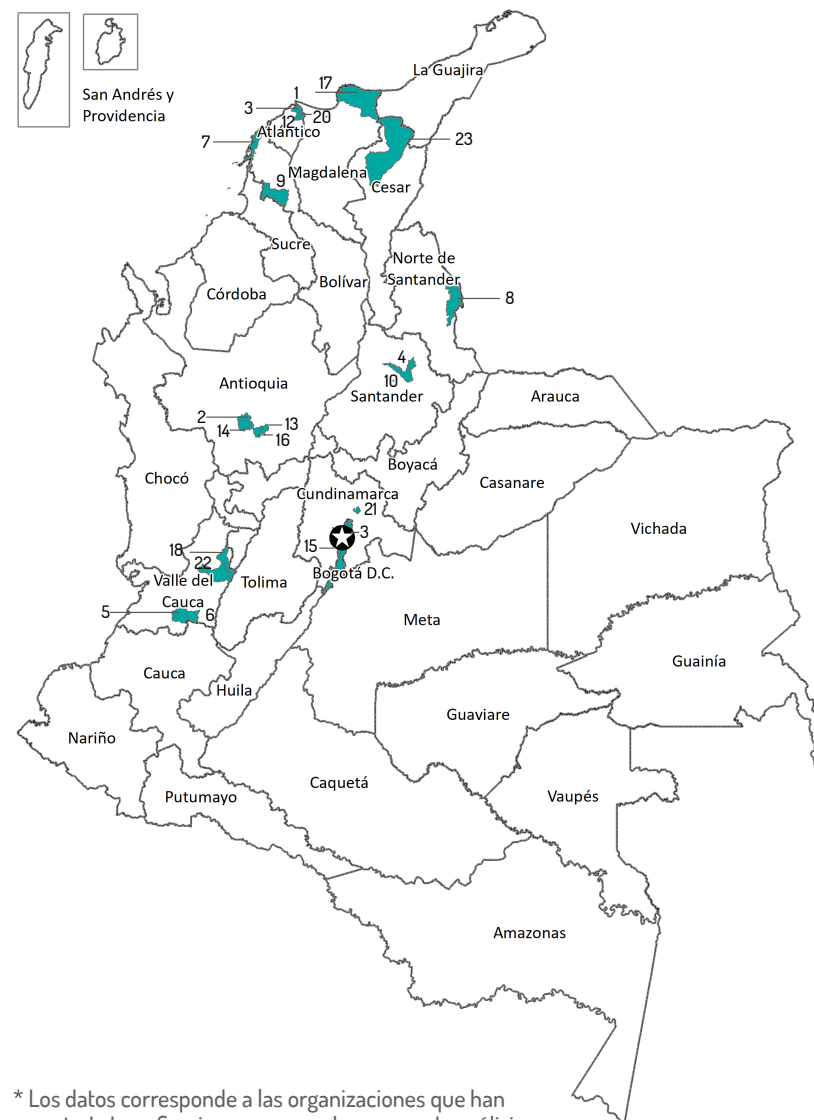 La Guajira
San Andrés y
Providencia
1
17
3
12
20
Atlántico
7
23
Magdalena
9
Cesar
Sucre
Norte de
Santander
Bolívar
Córdoba
8
4
10
Santander
Antioquia
Arauca
2
13
14
16
Boyacá
Chocó
Casanare
Cundinamarca
21
3
15
Vichada
18
22
Bogotá D.C.
Valle del
Cauca
Tolima
5
6
Meta
Guainía
Cauca
Huila
Guaviare
Nariño
Caquetá
Putumayo
Vaupés
Amazonas
* Los datos corresponde a las organizaciones que han